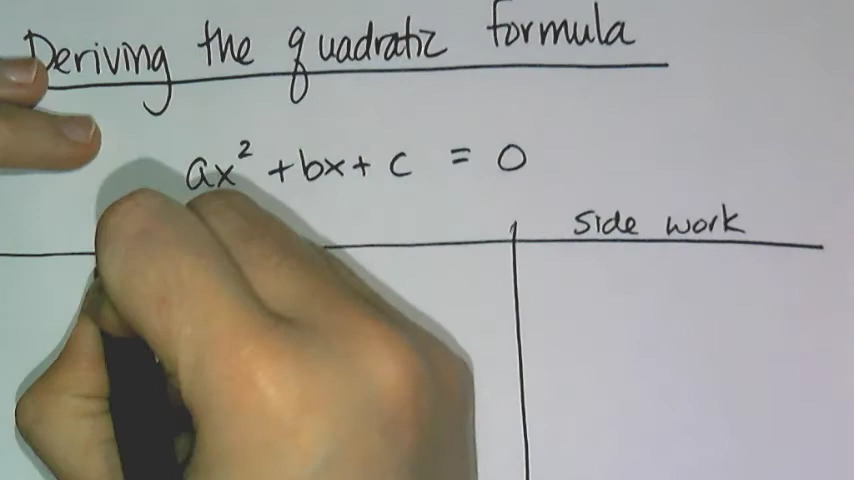 Deriving the quadratic formula
ax² + bx + c = 0
Side work